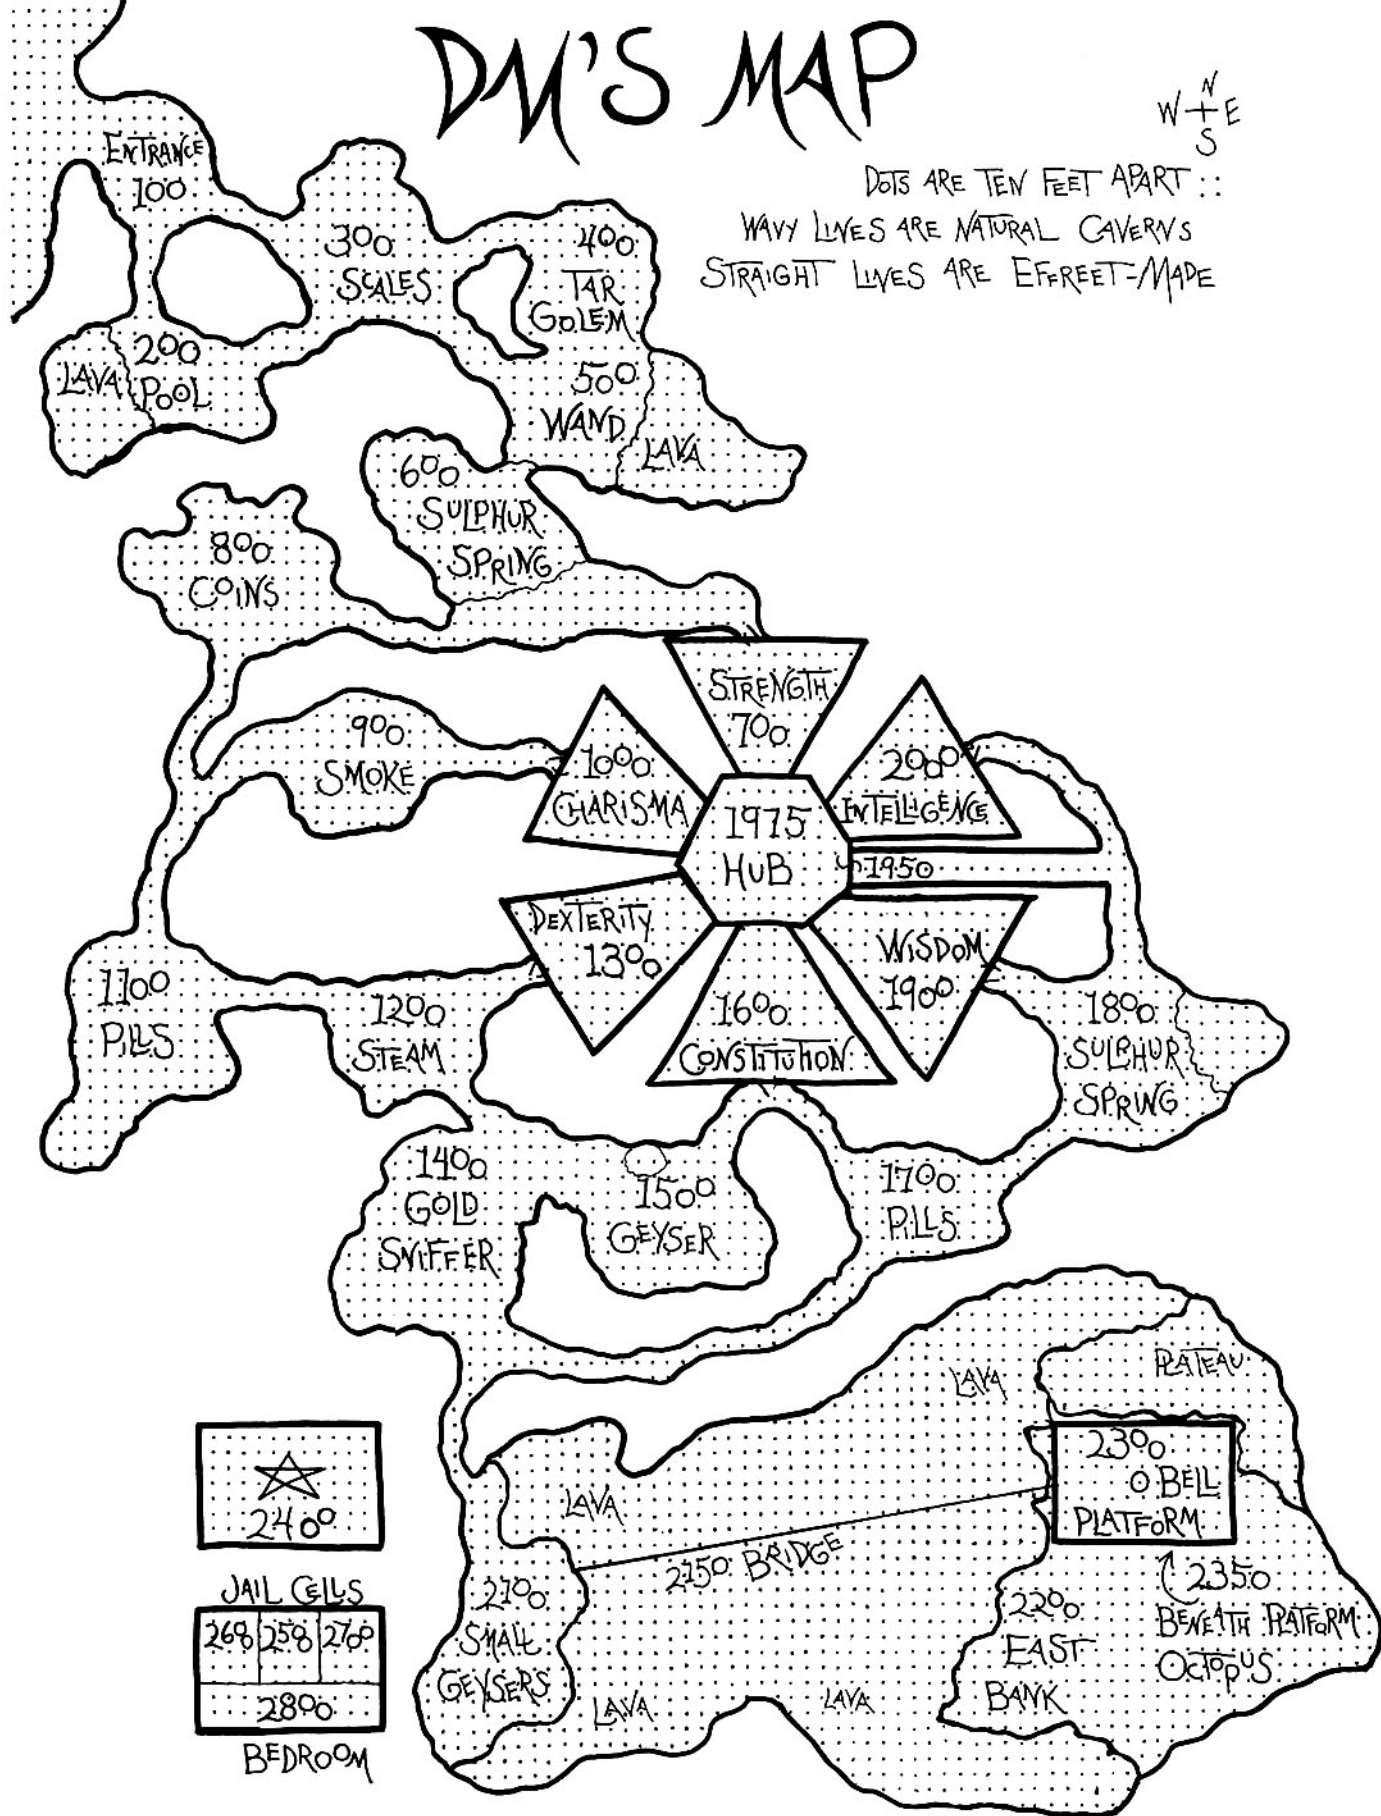 DM'S MAP
N
W E
S
DOTS ARE TEN FEET APART ::
WAVY LINES ARE NATURAL CAVERNS
STRAIGHT LINES ARE EFFREET-MADE
ENTRANCE
100
300
SCALES
400
TAR
GOLEM
200
POOL
LAVA
500
WAND
LAVA
600
SULPHUR
SPRING
800
COINS
STRENGTH
700
900
SMOKE
1000
CHARISMA
2000
INTELLIGENCE
1975
HUB
S 1950
DEXTERITY
1300
WISDOM
1900
1100
PILLS
1200
STEAM
1600
CONSTITUTION
1800
SULPHUR
SPRING
1400
GOLD
SNIFFER
1500
GEYSER
1700
PILLS
PLATEAU
LAVA
2300
BELL
PLATFORM
2400
LAVA
2150 BRIDGE
JAIL CELLS
2600 2500 2700
2800
BEDROOM
2100
SMALL
GEYSERS
2200
EAST
BANK
2350
BENEATH PLATFORM
OCTOPUS
LAVA
LAVA